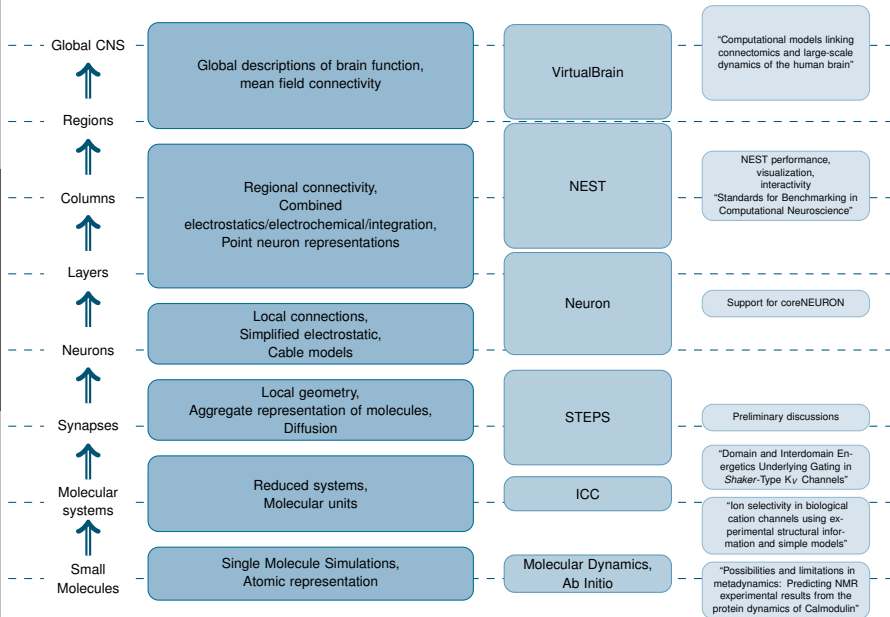 Global CNS
Regions
Columns
Layers
Neurons
Synapses
Molecular
systems
Small
Molecules
Global descriptions of brain function,
mean field connectivity
Regional connectivity,
Combined
electrostatics/electrochemical/integration,
Point neuron representations
Local connections,
Simplified electrostatic,
Cable models
Local geometry,
Aggregate representation of molecules,
Diffusion
Reduced systems,
Molecular units
Single Molecule Simulations,
Atomic representation
VirtualBrain
NEST
Neuron
STEPS
ICC
Molecular Dynamics,
Ab Initio
“Computational models linking
connectomics and large-scale
dynamics of the human brain”
NEST performance,
visualization,
interactivity
“Standards for Benchmarking in
Computational Neuroscience”
Support for coreNEURON
Preliminary discussions
“Domain and Interdomain En-
ergetics Underlying Gating in
Shaker-Type KV Channels”
“Ion selectivity in biological
cation channels using ex-
perimental structural infor-
mation and simple models”
“Possibilities and limitations in
metadynamics: Predicting NMR
experimental results from the
protein dynamics of Calmodulin”